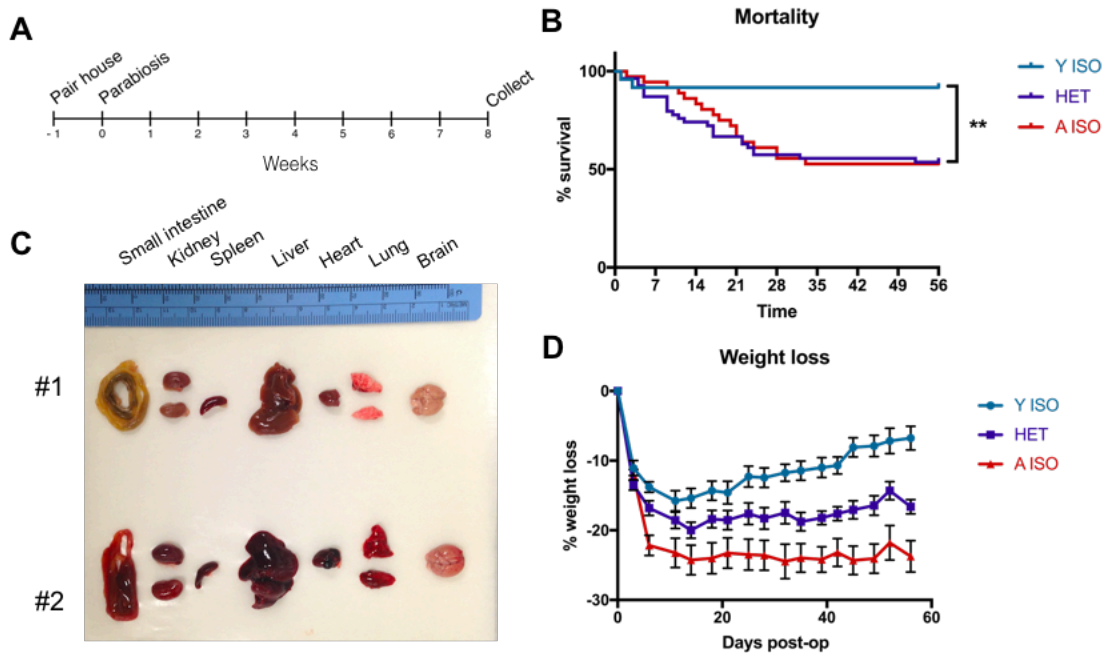 A
Pair house
Parabiosis
Collect
-1 0 1 2 3 4 5 6 7 8
Weeks
B
Mortality
100
50
0
% survival
0 7 14 21 28 35 42 49 56
Time
Y ISO
HET
A ISO
**
C
Small intestine
Kidney
Spleen
Liver
Heart
Lung
Brain
#1
#2
D
Weight loss
-0
-10
-20
-30
% weight loss
0 20 40 60
Days post-op
Y ISO
HET
A ISO